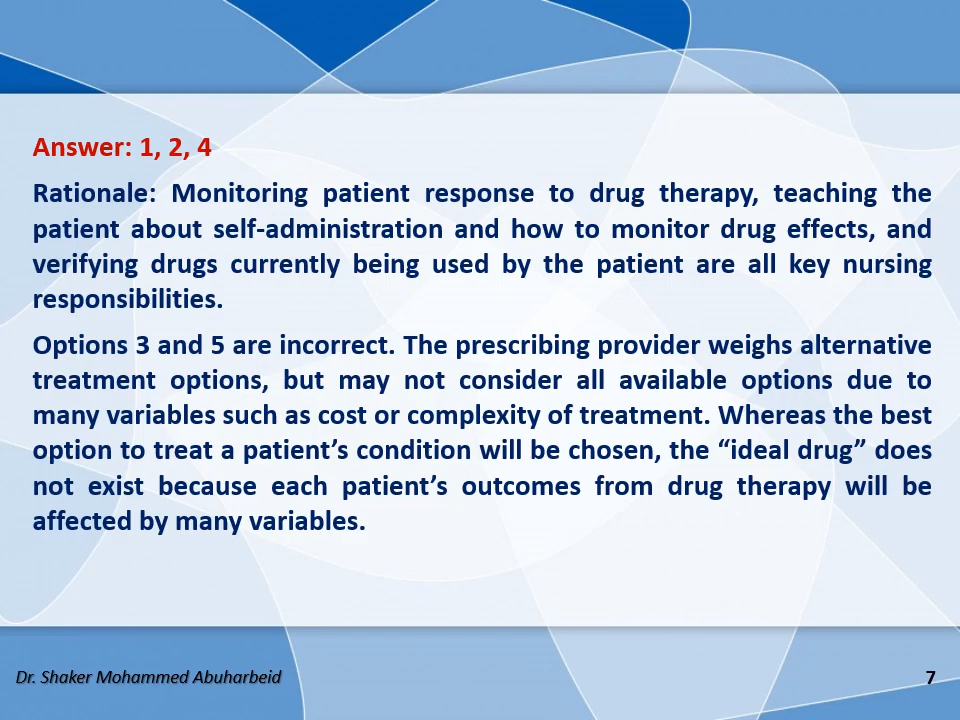 Answer: 1, 2, 4
Rationale: Monitoring patient response to drug therapy, teaching the
patient about self-administration and how to monitor drug effects, and
verifying drugs currently being used by the patient are all key nursing
responsibilities.
Options 3 and 5 are incorrect. The prescribing provider weighs alternative
treatment options, but may not consider all available options due to
many variables such as cost or complexity of treatment. Whereas the best
option to treat a patient’s condition will be chosen, the “ideal drug” does
not exist because each patient’s outcomes from drug therapy will be
affected by many variables.
Dr. Shaker Mohammed Abuharbeid
7